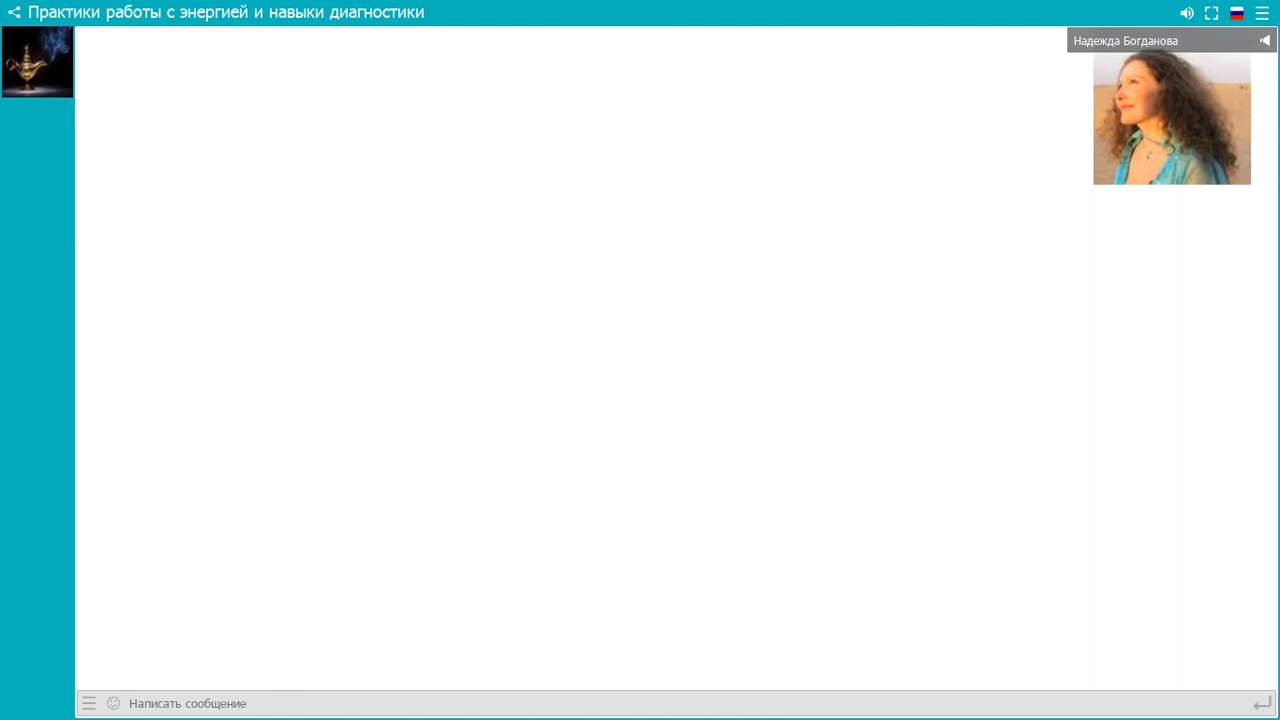 Практики работы с энергией и навыки диагностики
Надежда Богданова
Написать сообщение